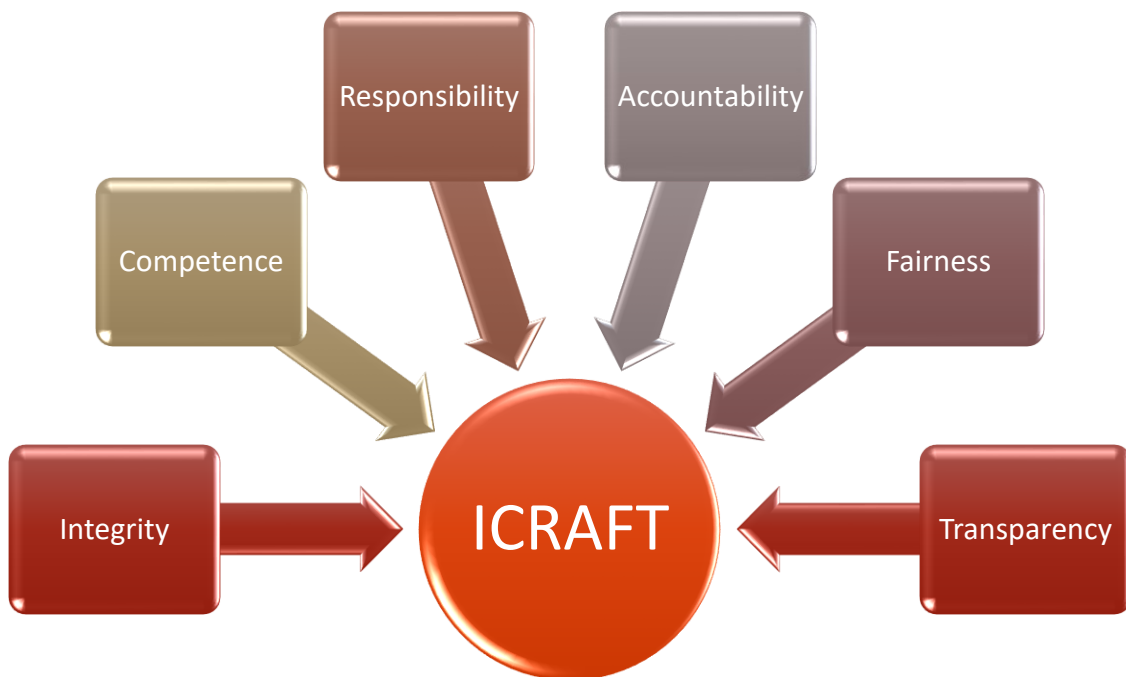 Responsibility
Accountability
Competence
Fairness
ICRAFT
Integrity
Transparency